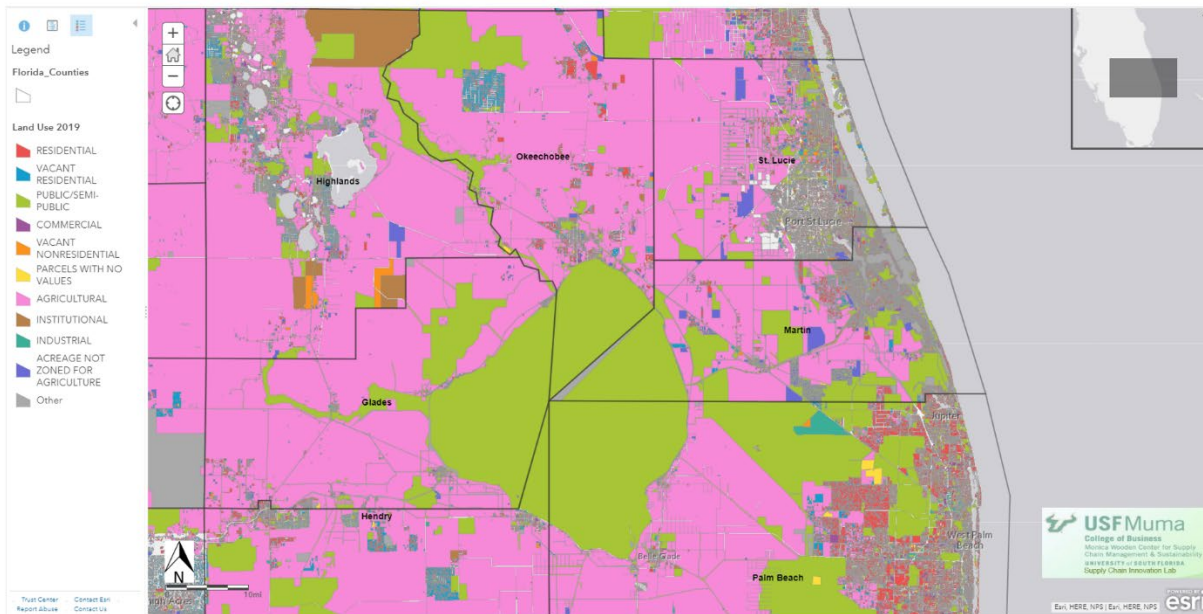 Legend
Florida_Counties
Land Use 2019
RESIDENTIAL
VACANT
RESIDENTIAL
PUBLIC/SEMI-
PUBLIC
COMMERCIAL
VACANT
NONRESIDENTIAL
PARCELS WITH NO
VALUES
AGRICULTURAL
INSTITUTIONAL
INDUSTRIAL
ACREAGE NOT
ZONED FOR
AGRICULTURE
Other
Trust Center
Contact Esri
Report Abuse
Contact Us
Okeechobee
St. Lucie
Highlands
Port St Lucie
Martin
Glades
Jupiter
Hendry
West Palm
Beach
Belle Glade
Palm Beach
N
10mi
USF Muma
College of Business
Monica Wooden Center for Supply
Chain Management & Sustainability
UNIVERSITY OF SOUTH FLORIDA
Supply Chain Innovation Lab
Esri, HERE, NPS | Esri, HERE, NPS
POWERED BY
esri